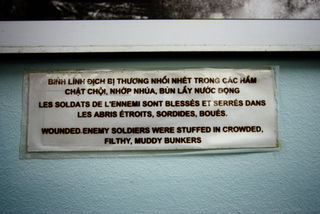 BINH LÍNH ĐỊCH BỊ THƯƠNG NHỒI NHÉT TRONG CÁC HẦM
CHẬT CHỘI, NHỚP NHÚA, BÙN LẦY NƯỚC ĐỌNG
LES SOLDATS DE L'ENNEMI SONT BLESSÉS ET SERRÉS DANS
LES ABRIS ÉTROITS, SORDIDES, BOUÉS.
WOUNDED ENEMY SOLDIERS WERE STUFFED IN CROWDED,
FILTHY, MUDDY BUNKERS